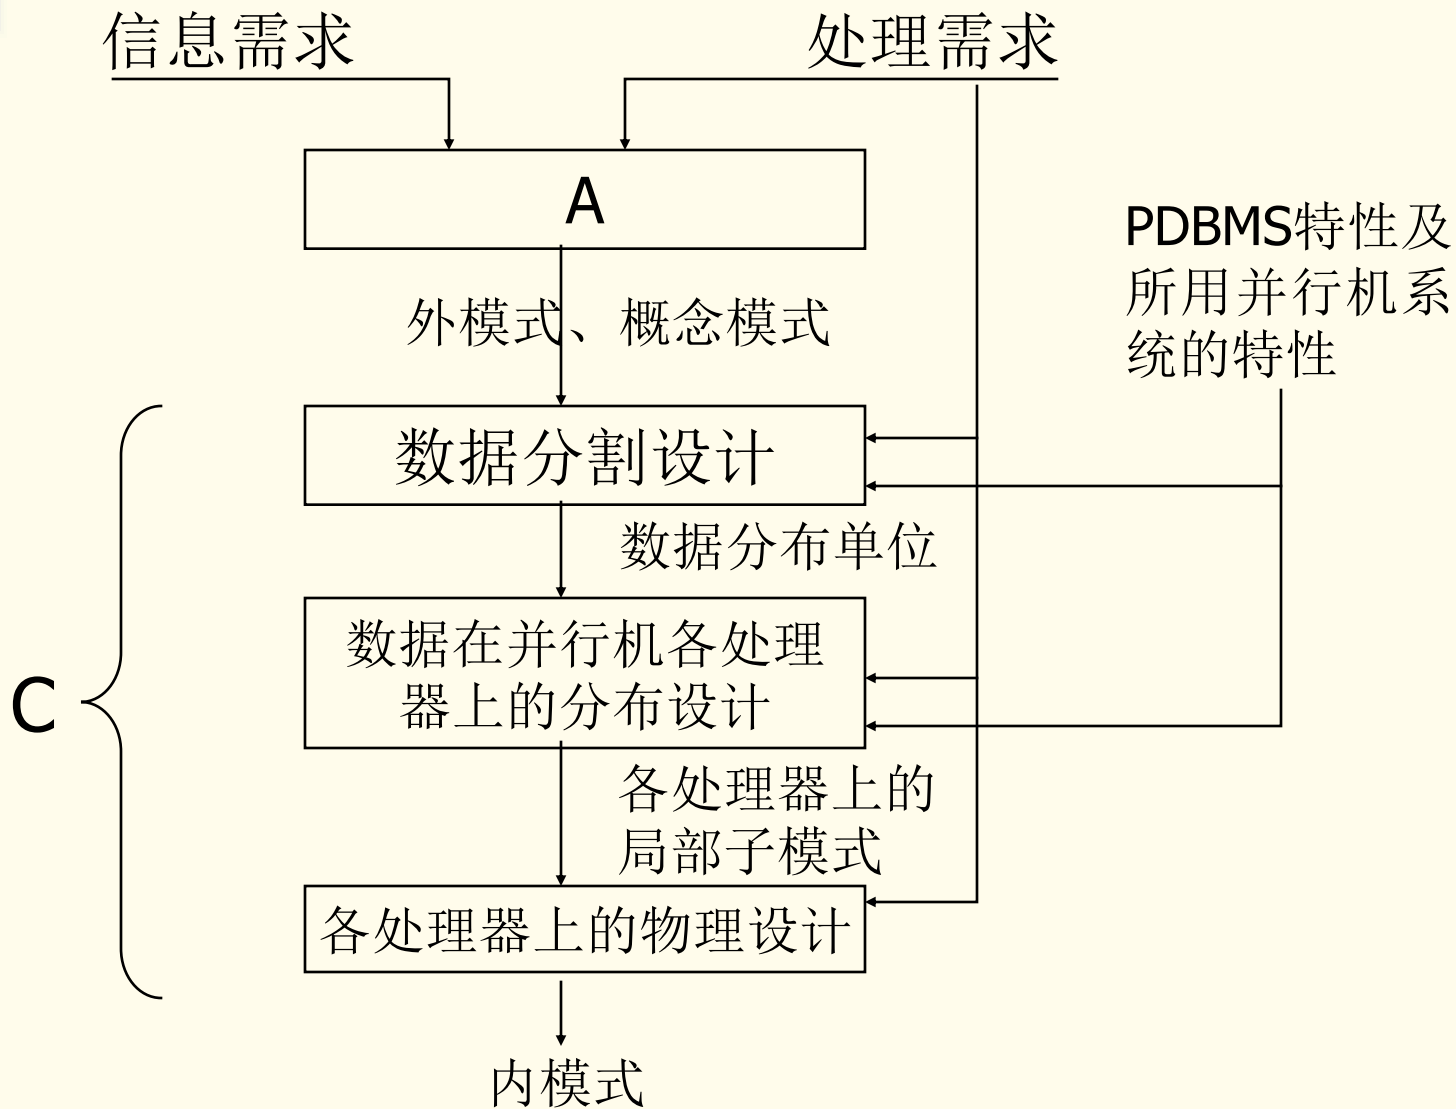 信息需求
处理需求
A
PDBMS特性及
所用并行机系
统的特性
外模式、概念模式
数据分割设计
数据分布单位
数据在并行机各处理
器上的分布设计
C
各处理器上的
局部子模式
各处理器上的物理设计
内模式